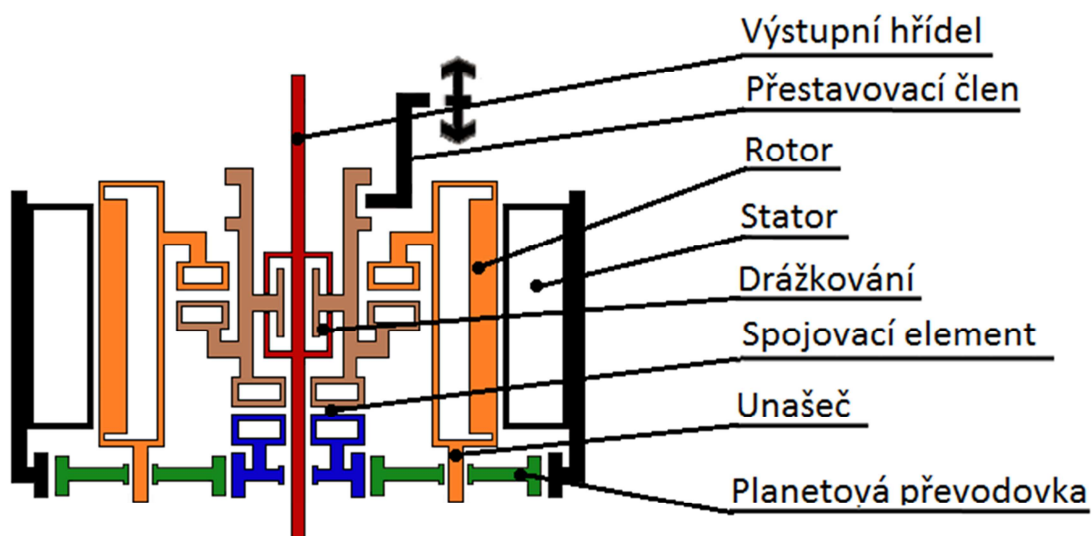 Výstupní hřídel
Přestavovací člen
Rotor
Stator
Drážkování
Spojovací element
Unašeč
Planetová převodovka